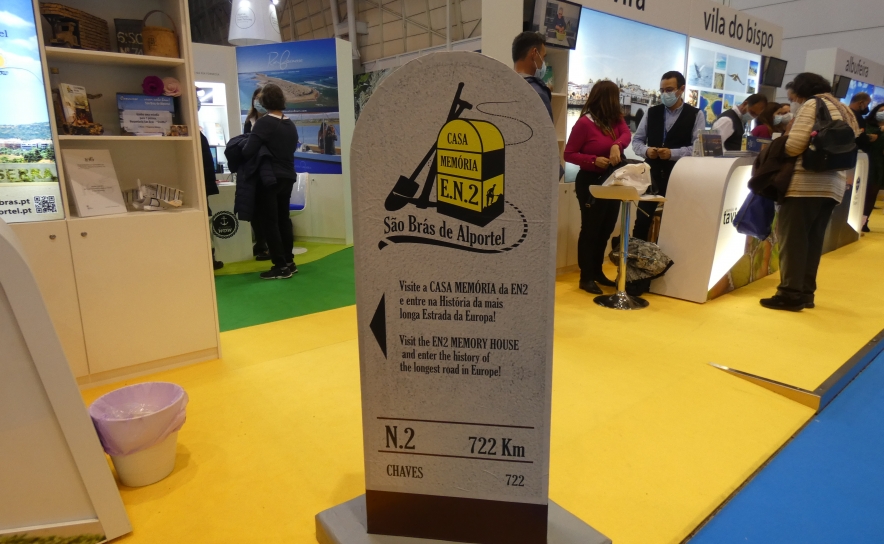 vila do bispo
albufeira
CASA
MEMÓRIA
E.N.2
São Brás de Alportel
Visite a CASA MEMÓRIA da EN2
e entre na História da mais
longa Estrada da Europa!
Visit the EN2 MEMORY HOUSE
and enter the history of
the longest road in Europe!
N.2 722 Km
CHAVES 722